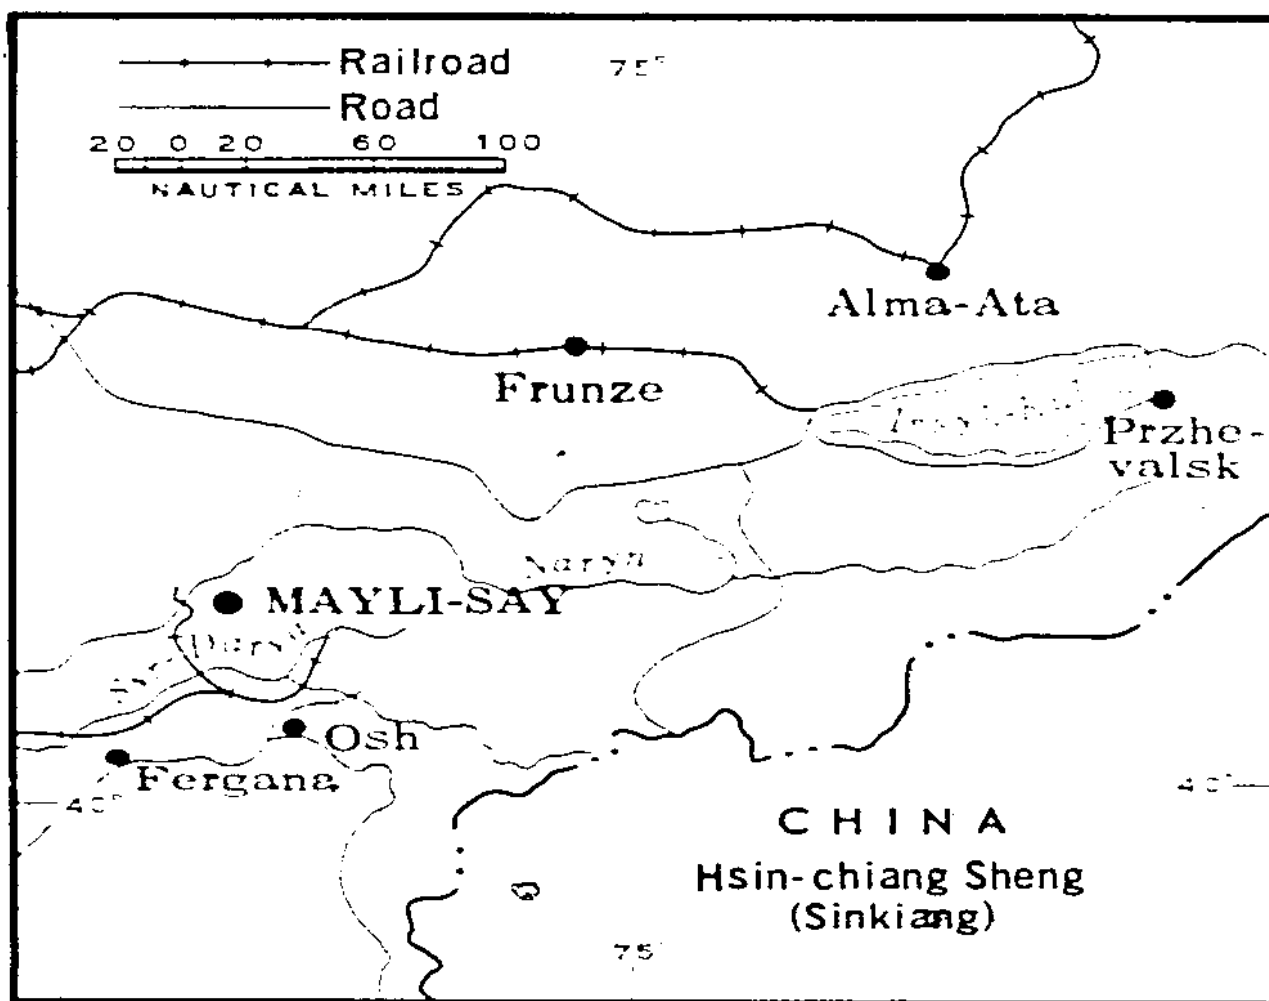 Railroad
75°
Road
20 0 20 60 100
NAUTICAL MILES
Alma-Ata
Frunze
Przhe-
valsk
Naryn
MAYLI-SAY
Syr Darya
Osh
Fergana
40°
40°
CHINA
Hsin-chiang Sheng
(Sinkiang)
75°